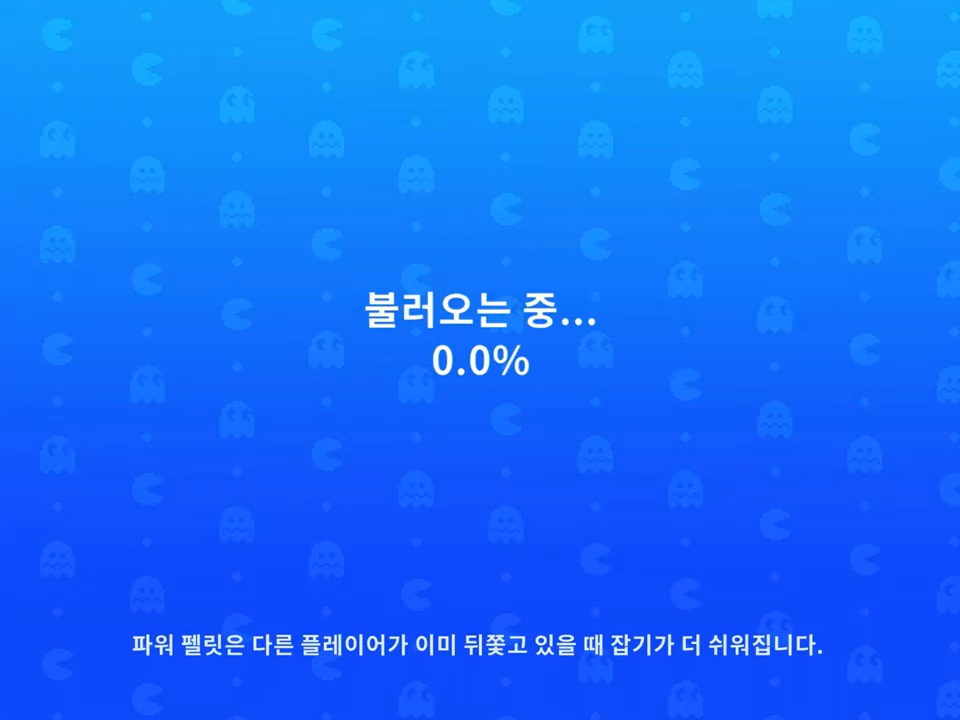 불러오는 중...
0.0%
파워 펠릿은 다른 플레이어가 이미 뒤쫓고 있을 때 잡기가 더 쉬워집니다.